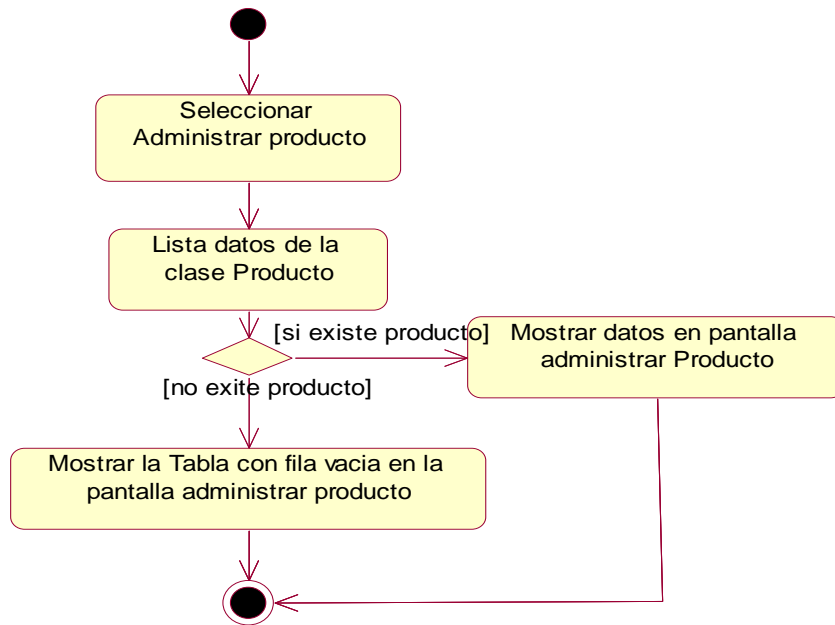 Seleccionar
Administrar producto
Lista datos de la
clase Producto
[si existe producto]
Mostrar datos en pantalla
administrar Producto
[no exite producto]
Mostrar la Tabla con fila vacia en la
pantalla administrar producto